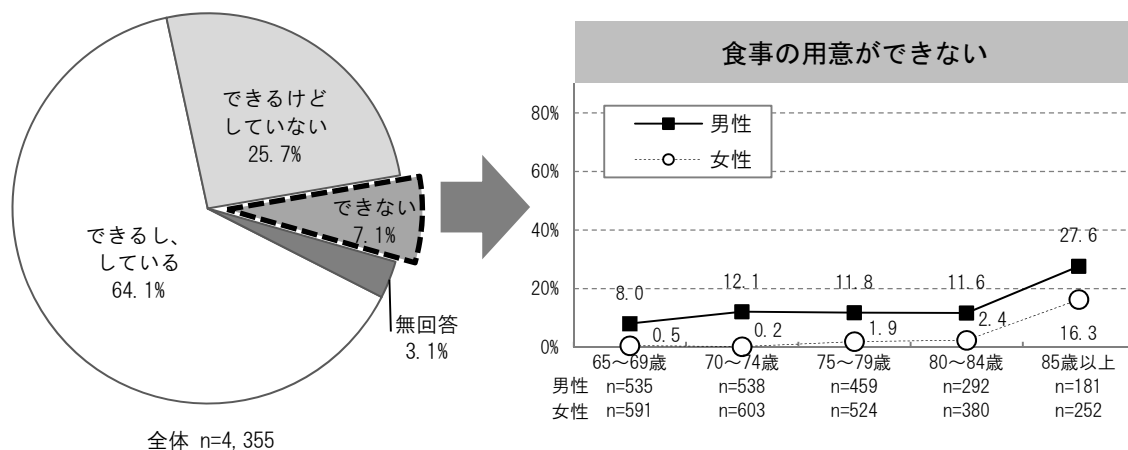 できるけど
していない
25.7%
できない
7.1%
できるし、
している
64.1%
無回答
3.1%
全体 n=4,355
食事の用意ができない
80%
60%
40%
20%
0%
男性
女性
8.0
12.1
11.8
11.6
27.6
0.5
0.2
1.9
2.4
16.3
65～69歳 70～74歳 75～79歳 80～84歳 85歳以上
男性 n=535 n=538 n=459 n=292 n=181
女性 n=591 n=603 n=524 n=380 n=252